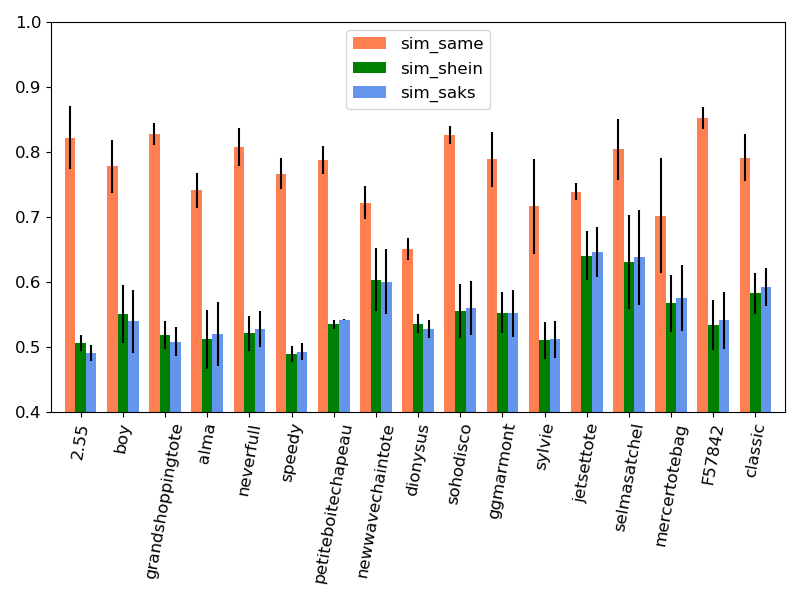 1.0
0.9
0.8
0.7
0.6
0.5
0.4
sim_same
sim_shein
sim_saks
2.55
boy
grandshoppingtote
alma
neverfull
speedy
petiteboitechapeau
newwavechaintote
dionysus
sohodisco
ggmarmont
sylvie
jetsettote
selmasatchel
mercertotebag
F57842
classic